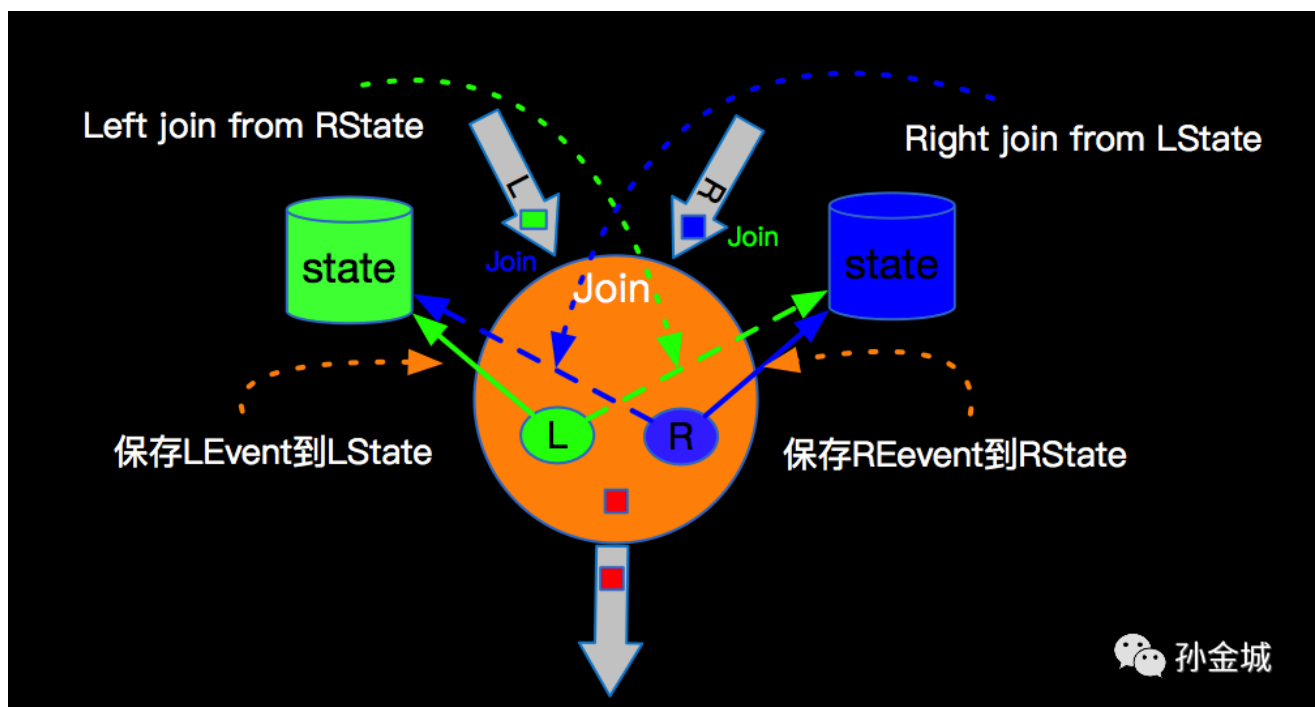 Left join from RState
Right join from LState
L
R
Join
Join
Join
state
state
L
R
保存LEvent到LState
保存REevent到RState
孙金城